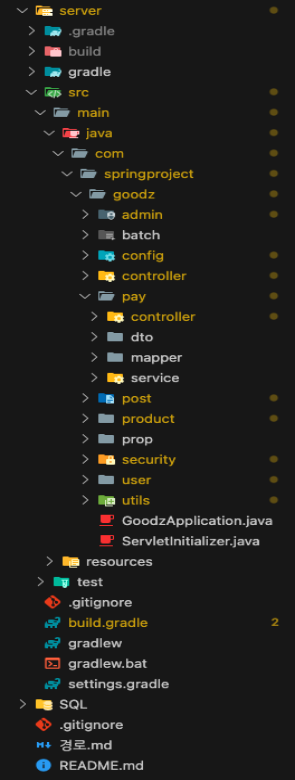 server
.gradle
build
gradle
src
main
java
com
springproject
goodz
admin
batch
config
controller
pay
controller
dto
mapper
service
post
product
prop
security
user
utils
GoodzApplication.java
ServletInitializer.java
resources
test
.gitignore
build.gradle 2
gradlew
gradlew.bat
settings.gradle
SQL
.gitignore
경로.md
README.md